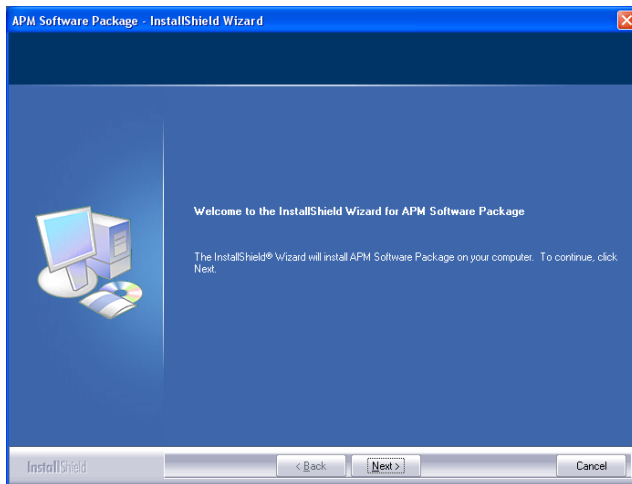 APM Software Package - InstallShield Wizard
Welcome to the InstallShield Wizard for APM Software Package
The InstallShield® Wizard will install APM Software Package on your computer. To continue, click
Next.
InstallShield
< Back
Next >
Cancel